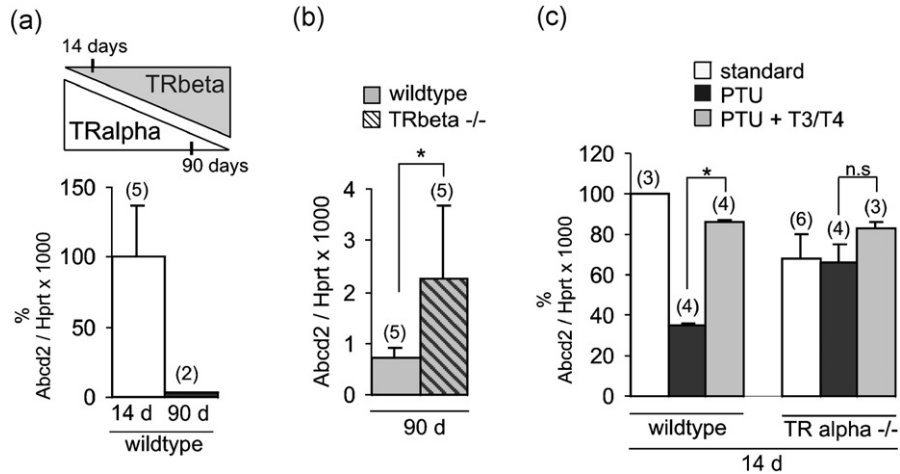 (a)
14 days
TRbeta
TRalpha
90 days
%
Abcd2 / Hprt x 1000
150
100
50
0
(5)
(2)
14 d 90 d
wildtype
(b)
wildtype
TRbeta -/-
*
Abcd2 / Hprt x 1000
4
3
2
1
0
(5)
(5)
90 d
(c)
standard
PTU
PTU + T3/T4
%
Abcd2 / Hprt x 1000
120
100
80
60
40
20
0
(3)
(4)
*
(4)
(6)
(4)
n.s
(3)
wildtype
TR alpha -/-
14 d